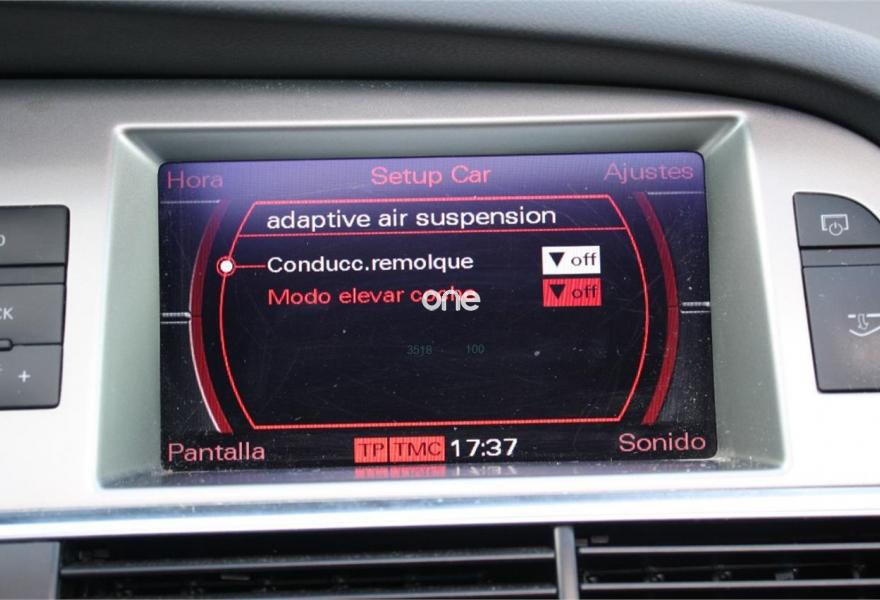 Hora Setup Car Ajustes
adaptive air suspension
Conducc.remolque ▼ off
Modo elevar coche ▼ off
one
3518 100
Pantalla TP TMC 17:37 Sonido
+